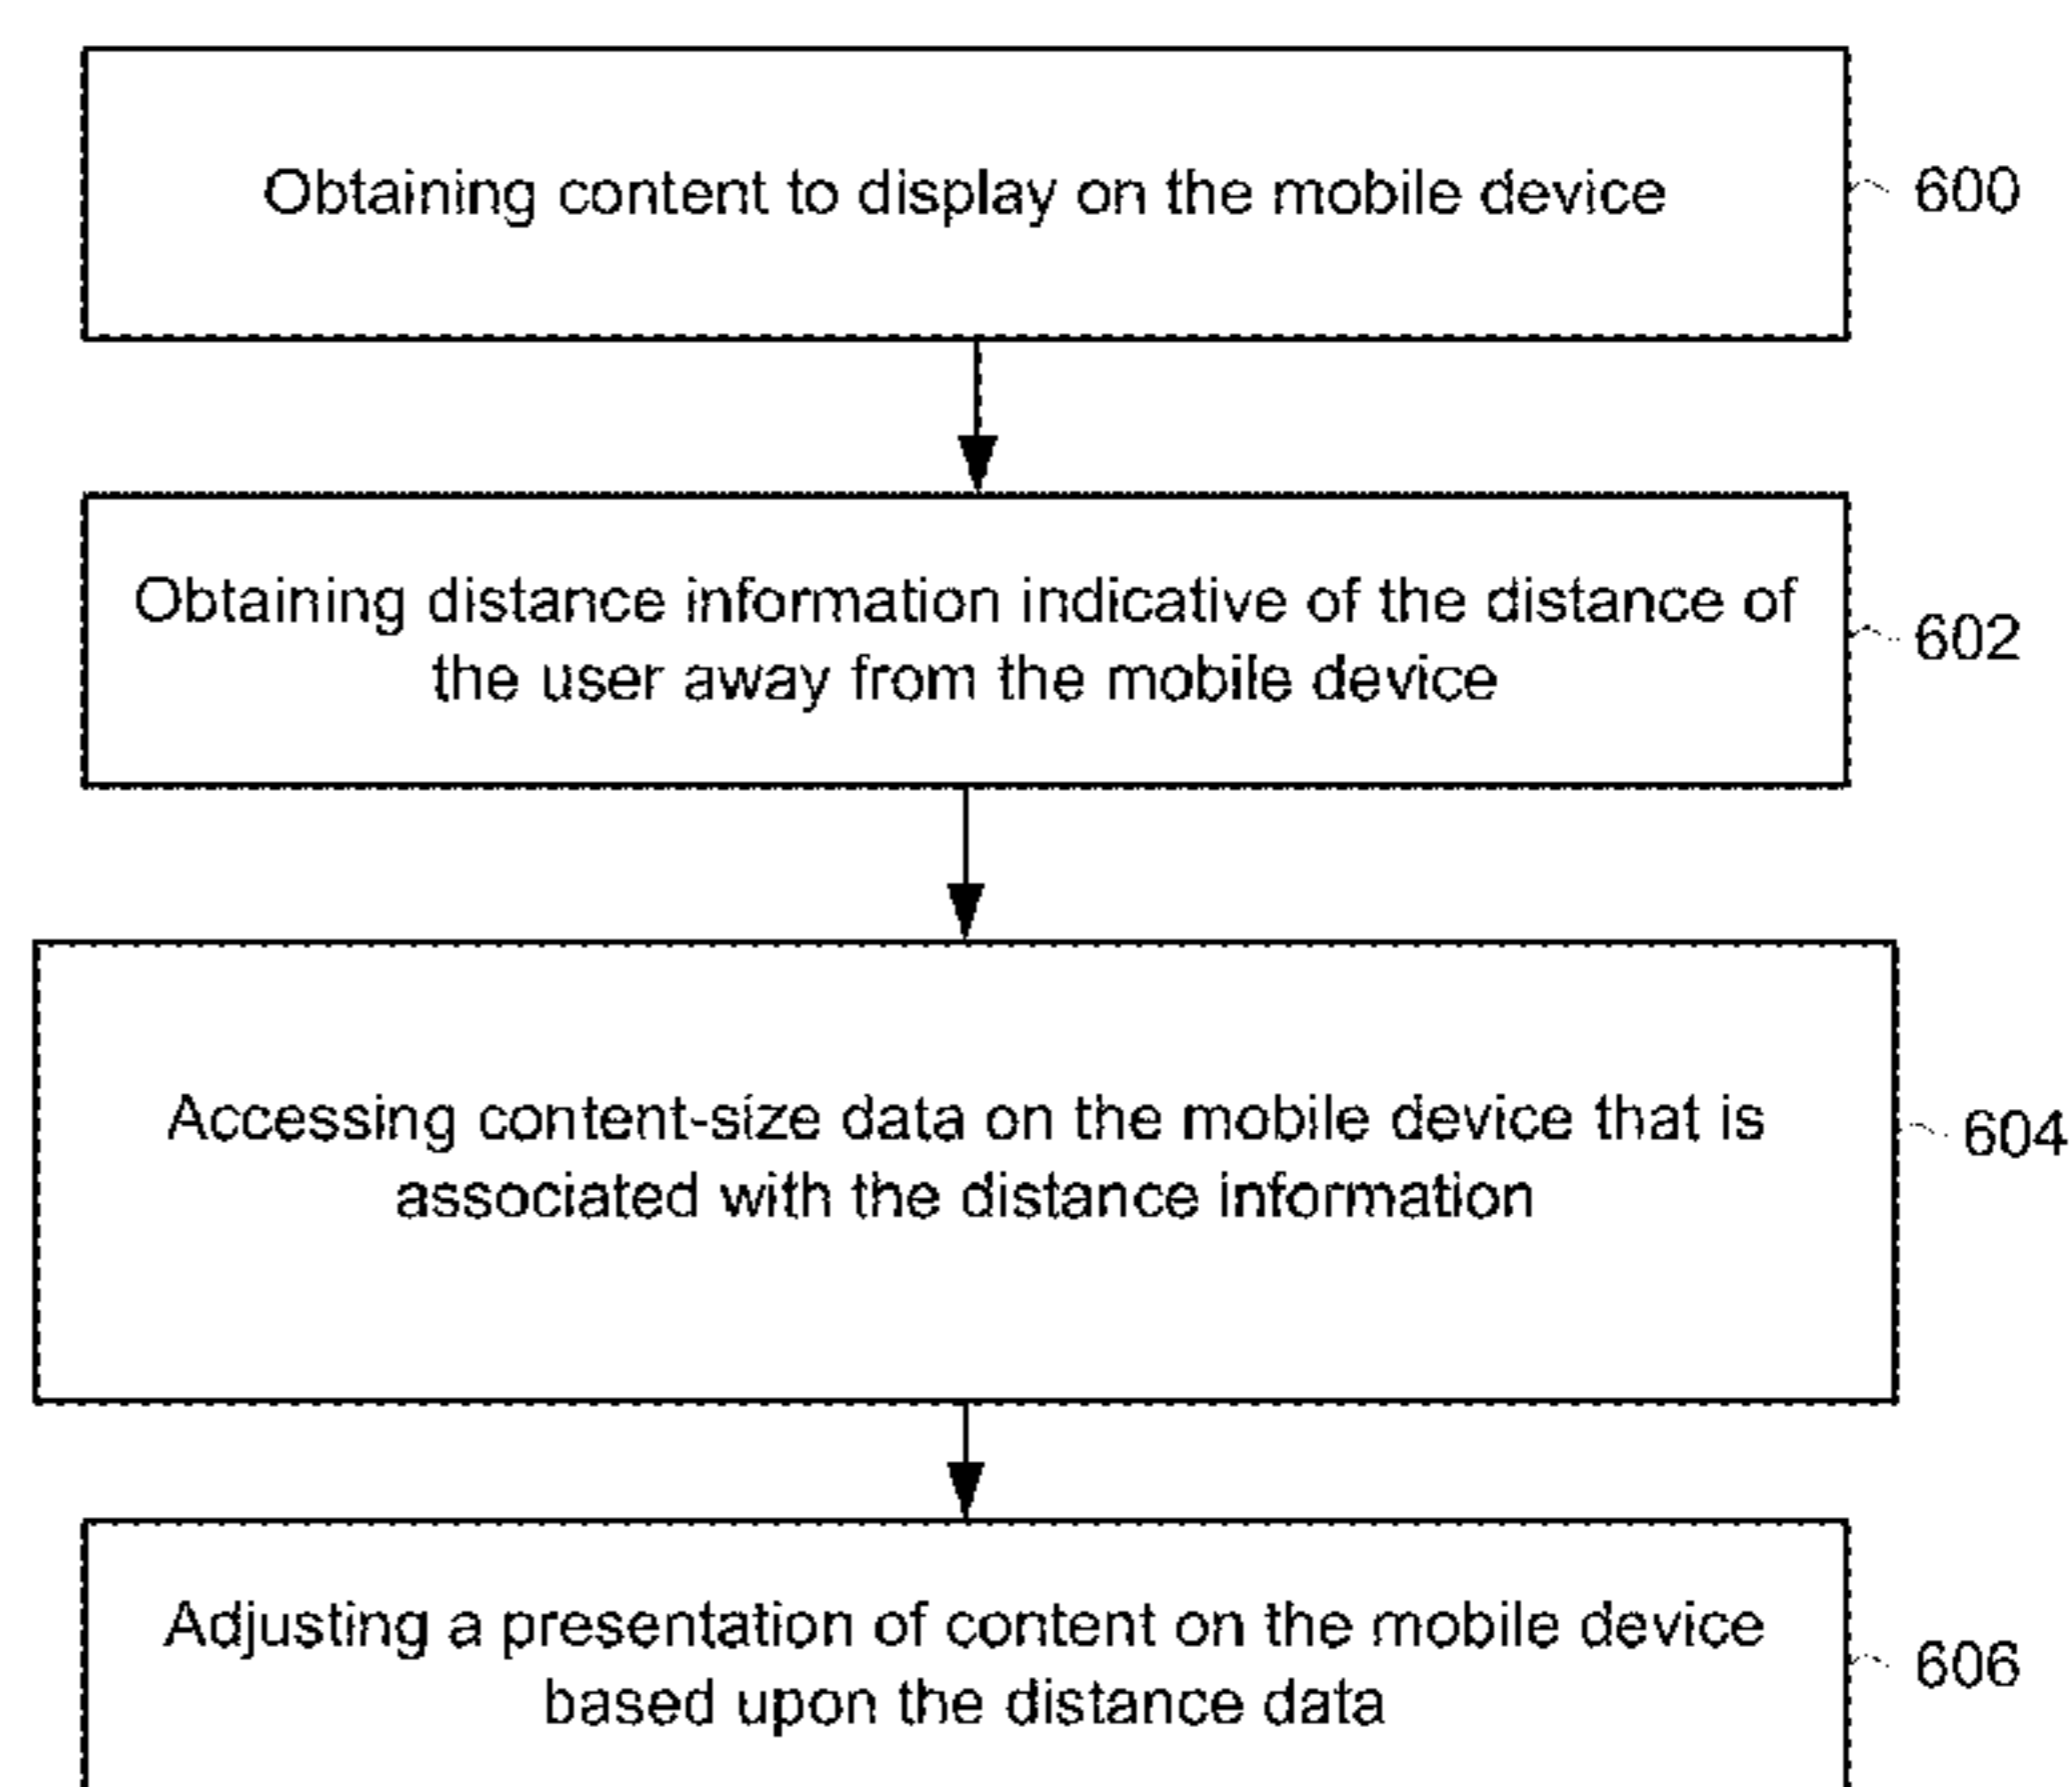 Obtaining content to display on the mobile device
600
Obtaining distance information indicative of the distance of
the user away from the mobile device
602
Accessing content-size data on the mobile device that is
associated with the distance information
604
Adjusting a presentation of content on the mobile device
based upon the distance data
606